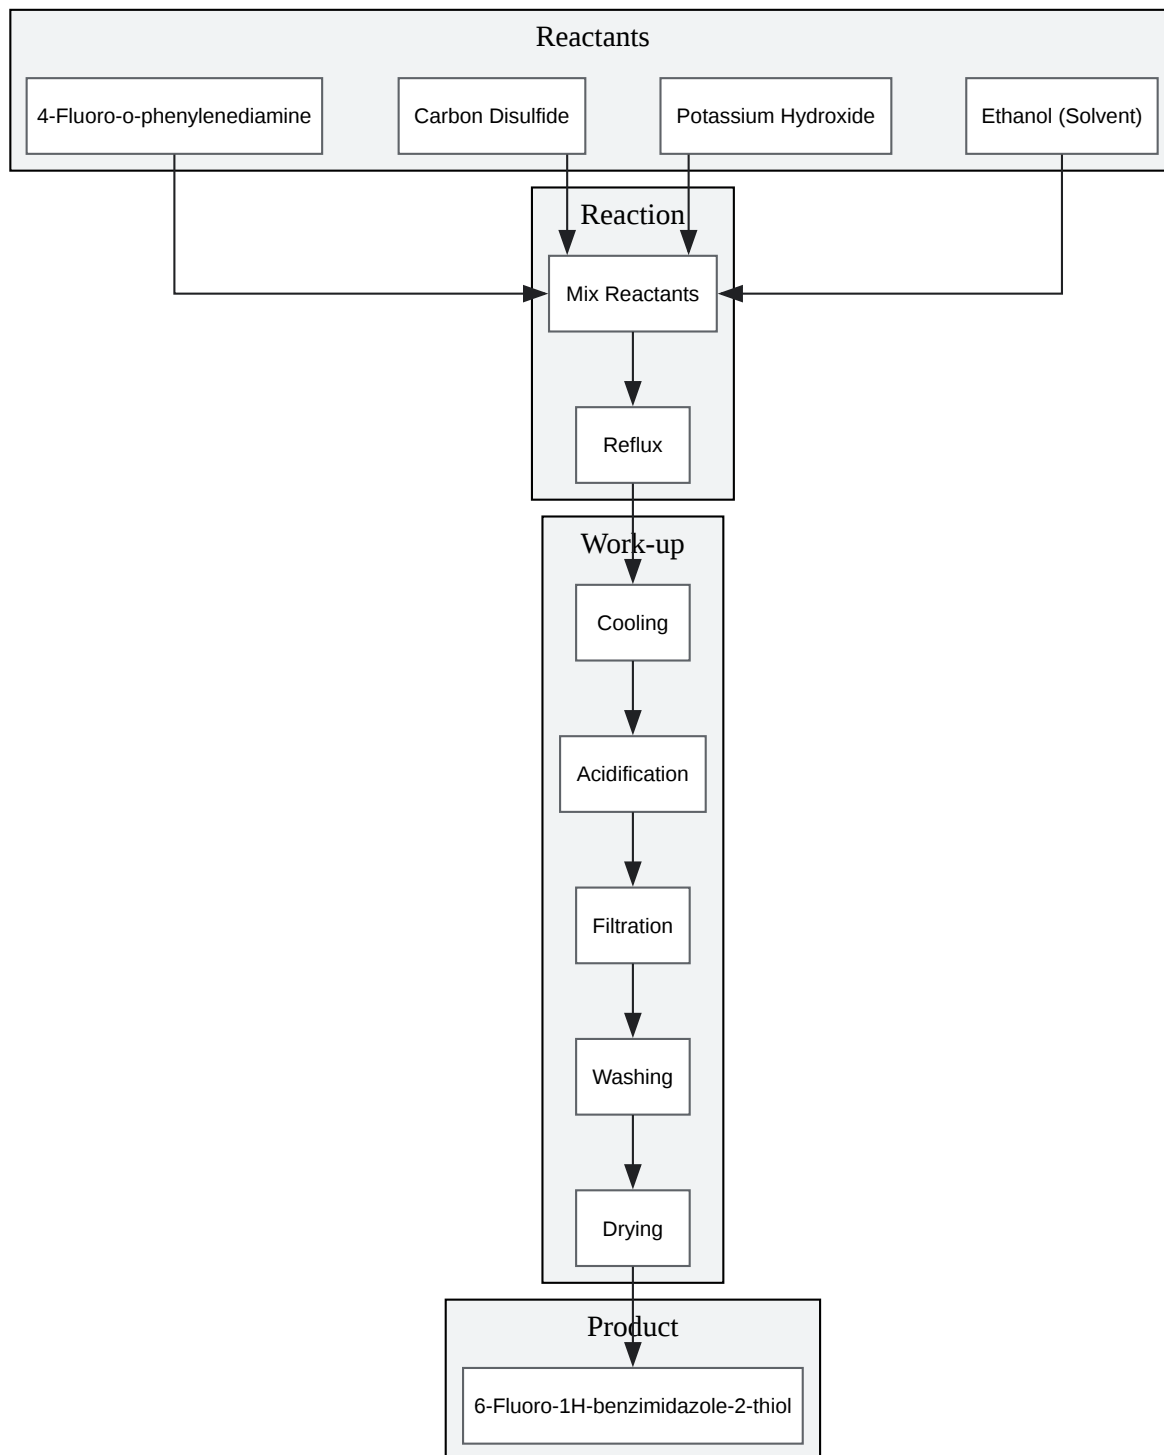 Reactants
4-Fluoro-o-phenylenediamine
Carbon Disulfide
Potassium Hydroxide
Ethanol (Solvent)
Reaction
Mix Reactants
Reflux
Work-up
Cooling
Acidification
Filtration
Washing
Drying
Product
6-Fluoro-1H-benzimidazole-2-thiol